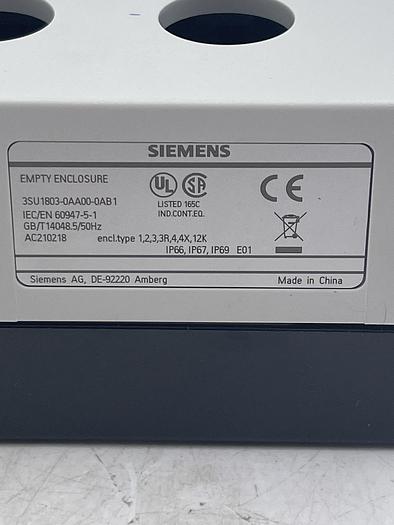 SIEMENS
EMPTY ENCLOSURE
3SU1803-0AA00-0AB1
IEC/EN 60947-5-1
GB/T14048.5/50Hz
AC210218 encl.type 1,2,3,3R,4,4X,12K
IP66, IP67, IP69 E01
UL SA
LISTED 165C
IND.CONT.EQ.
CE
Siemens AG, DE-92220 Amberg Made in China